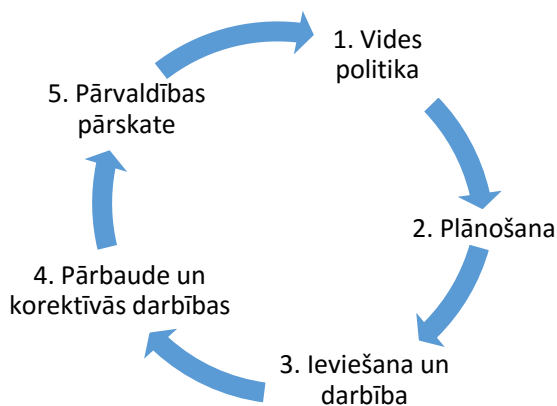 1. Vides
politika
2. Plānošana
3. Ieviešana un
darbība
4. Pārbaude un
korektīvās darbības
5. Pārvaldības
pārskate